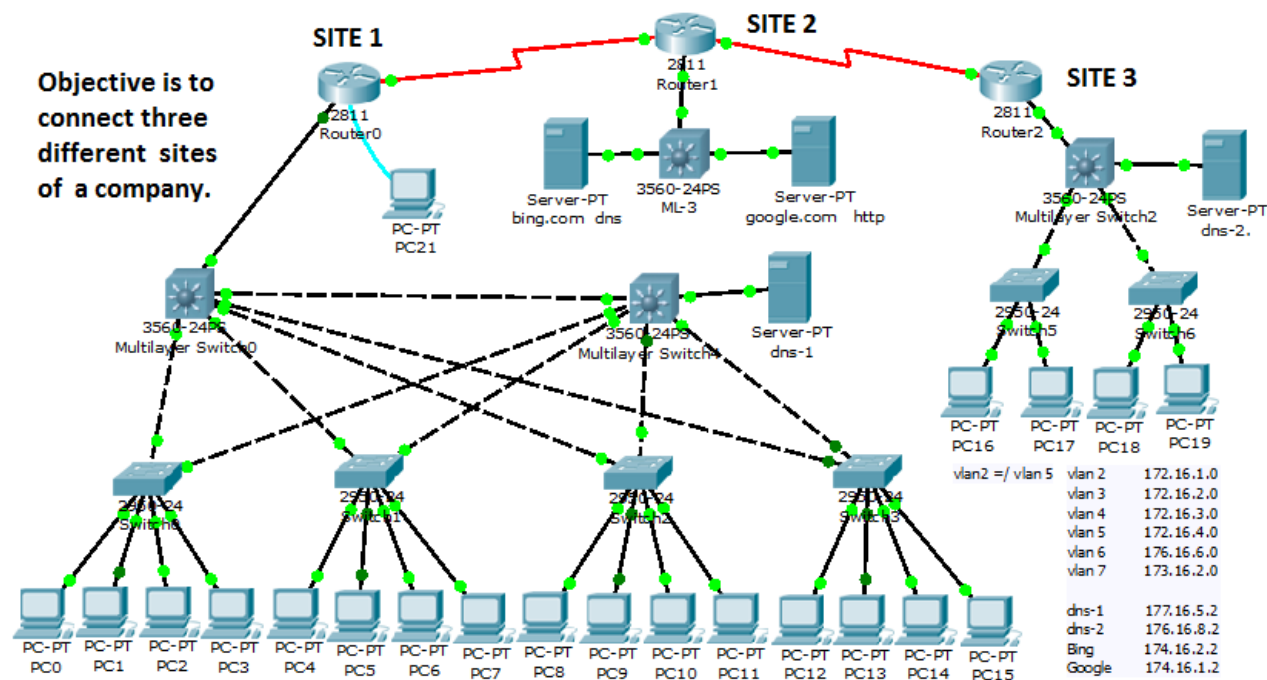 SITE 1
SITE 2
SITE 3
Objective is to
connect three
different sites
of a company.
2811
Router0
2811
Router1
2811
Router2
PC-PT
PC21
Server-PT
bing.com dns
3560-24PS
ML-3
Server-PT
google.com http
3560-24PS
Multilayer Switch2
Server-PT
dns-2.
3560-24PS
Multilayer Switch0
3560-24PS
Multilayer Switch4
Server-PT
dns-1
2950-24
Switch5
2950-24
Switch6
PC-PT
PC16
PC-PT
PC17
PC-PT
PC18
PC-PT
PC19
2950-24
Switch0
2950-24
Switch1
2950-24
Switch2
2950-24
Switch3
PC-PT
PC0
PC-PT
PC1
PC-PT
PC2
PC-PT
PC3
PC-PT
PC4
PC-PT
PC5
PC-PT
PC6
PC-PT
PC7
PC-PT
PC8
PC-PT
PC9
PC-PT
PC10
PC-PT
PC11
PC-PT
PC12
PC-PT
PC13
PC-PT
PC14
PC-PT
PC15
vlan2 =/ vlan 5
vlan 2 172.16.1.0
vlan 3 172.16.2.0
vlan 4 172.16.3.0
vlan 5 172.16.4.0
vlan 6 176.16.6.0
vlan 7 173.16.2.0
dns-1 177.16.5.2
dns-2 176.16.8.2
Bing 174.16.2.2
Google 174.16.1.2